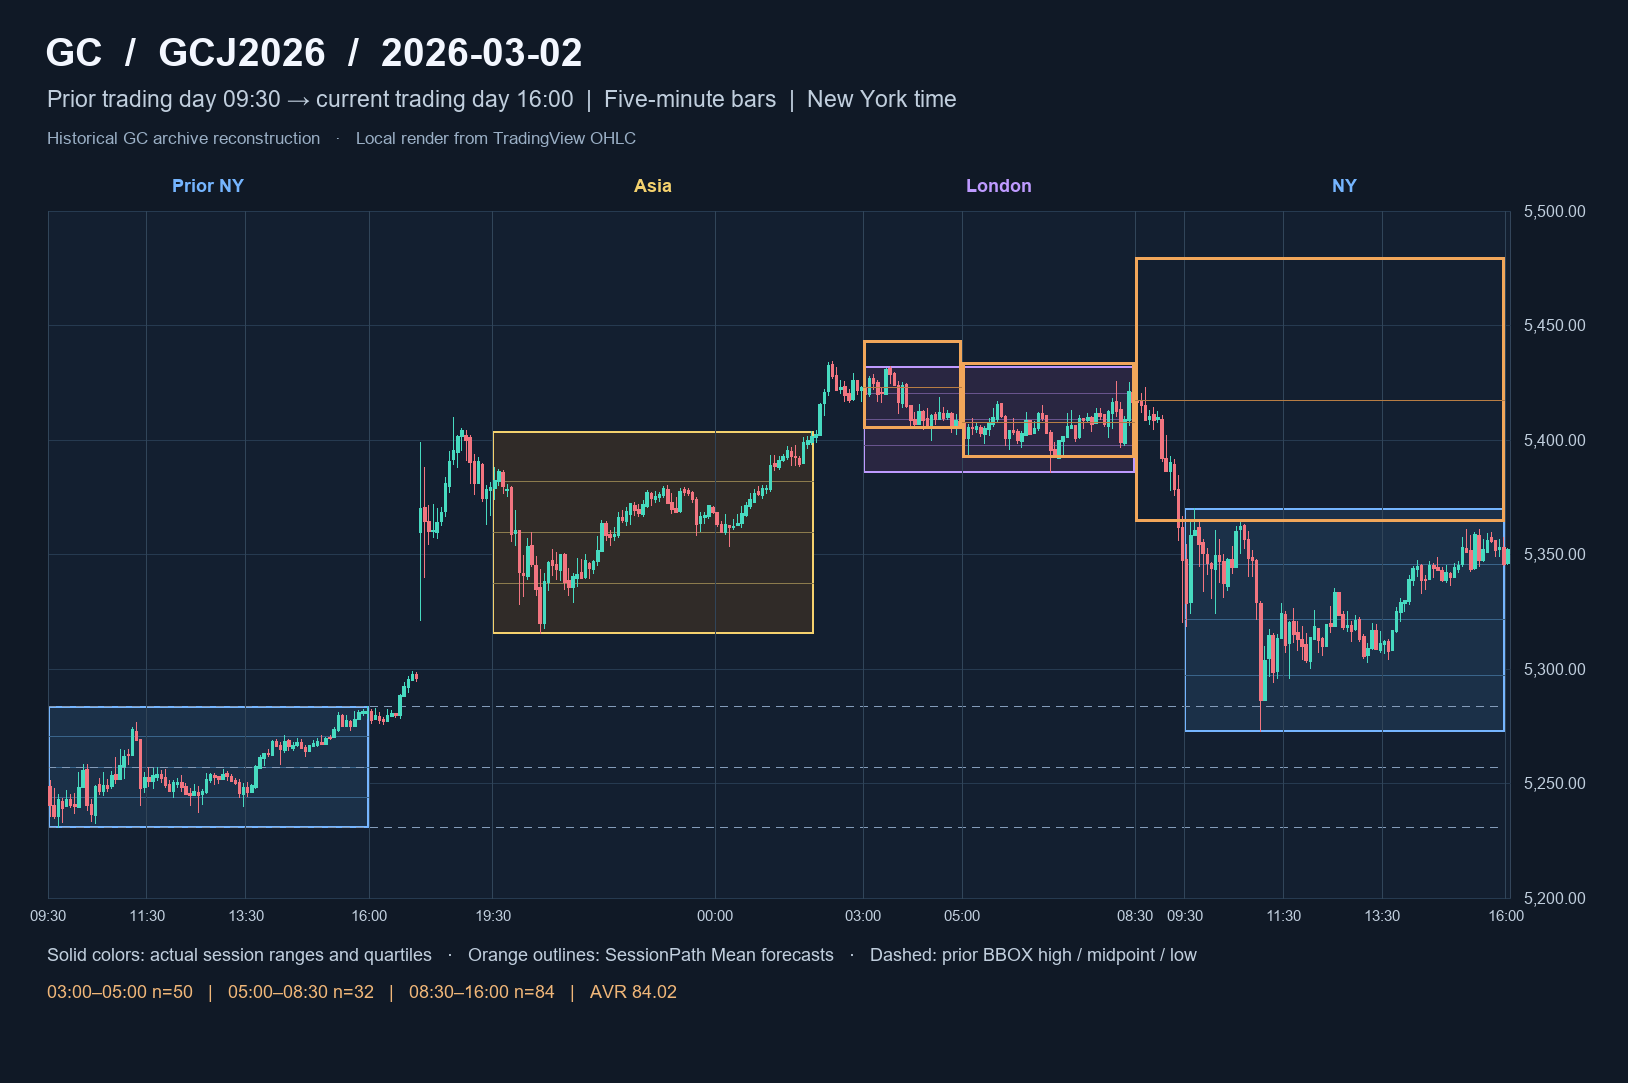 GC / GCJ2026 / 2026-03-02
Prior trading day 09:30 → current trading day 16:00 | Five-minute bars | New York time
Historical GC archive reconstruction · Local render from TradingView OHLC
Prior NY Asia London NY
5,500.00
5,450.00
5,400.00
5,350.00
5,300.00
5,250.00
5,200.00
09:30 11:30 13:30 16:00 19:30 00:00 03:00 05:00 08:30 09:30 11:30 13:30 16:00
Solid colors: actual session ranges and quartiles · Orange outlines: SessionPath Mean forecasts · Dashed: prior BBOX high / midpoint / low
03:00–05:00 n=50 | 05:00–08:30 n=32 | 08:30–16:00 n=84 | AVR 84.02